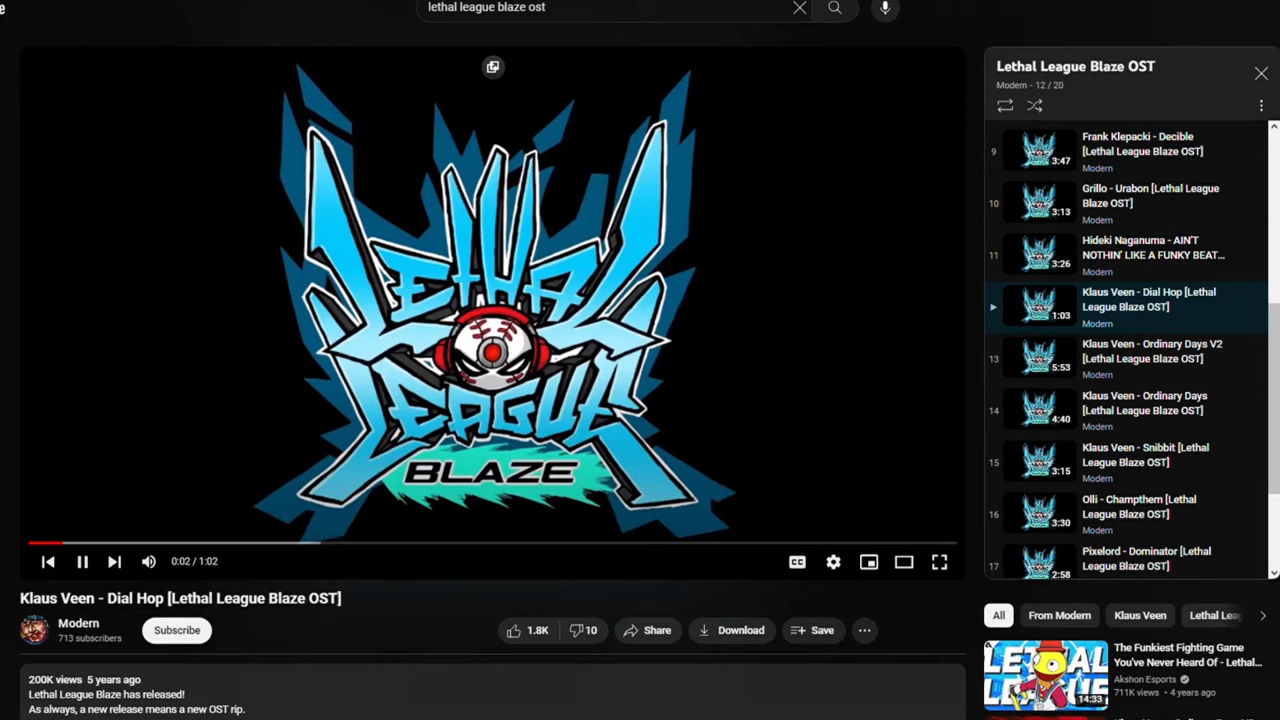 lethal league blaze ost
LETHAL
LEAGUE
BLAZE
0:02 / 1:02
CC
Klaus Veen - Dial Hop [Lethal League Blaze OST]
Modern
713 subscribers
Subscribe
1.8K
10
Share
Download
Save
200K views 5 years ago
Lethal League Blaze has released!
As always, a new release means a new OST rip.
Lethal League Blaze OST
Modern - 12 / 20
9
3:47
Frank Klepacki - Decible
[Lethal League Blaze OST]
Modern
10
3:13
Grillo - Urabon [Lethal League
Blaze OST]
Modern
11
3:26
Hideki Naganuma - AIN'T
NOTHIN' LIKE A FUNKY BEAT...
Modern
1:03
Klaus Veen - Dial Hop [Lethal
League Blaze OST]
Modern
13
5:53
Klaus Veen - Ordinary Days V2
[Lethal League Blaze OST]
Modern
14
4:40
Klaus Veen - Ordinary Days
[Lethal League Blaze OST]
Modern
15
3:15
Klaus Veen - Snibbit [Lethal
League Blaze OST]
Modern
16
3:30
Olli - Champthem [Lethal
League Blaze OST]
Modern
17
2:58
Pixelord - Dominator [Lethal
League Blaze OST]
All
From Modern
Klaus Veen
Lethal Leag
14:33
The Funkiest Fighting Game
You've Never Heard Of - Lethal...
Akshon Esports
711K views • 4 years ago